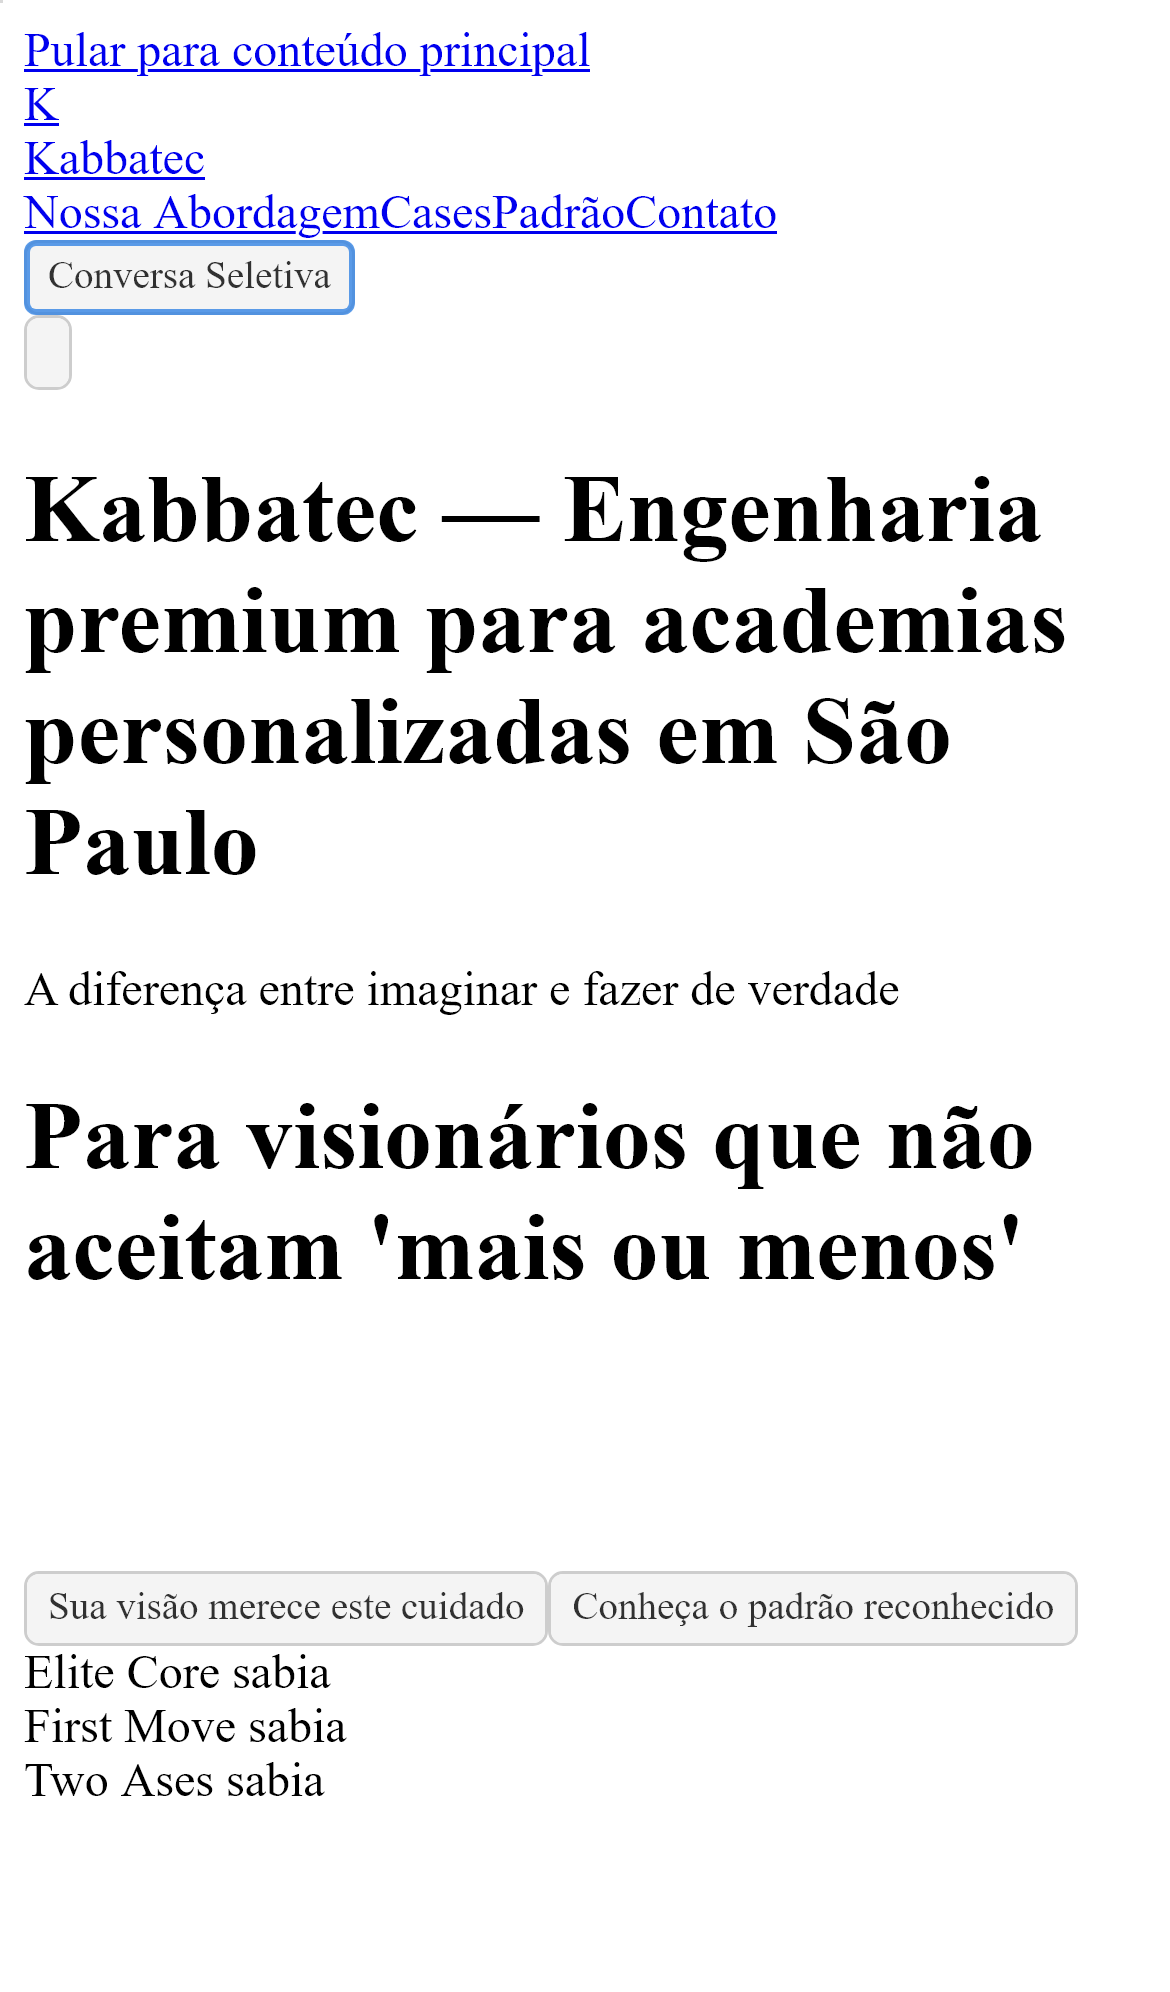 Pular para conteúdo principal
K
Kabbatec
Nossa AbordagemCasesPadrãoContato
Conversa Seletiva
Kabbatec — Engenharia
premium para academias
personalizadas em São
Paulo
A diferença entre imaginar e fazer de verdade
Para visionários que não
aceitam 'mais ou menos'
Sua visão merece este cuidado Conheça o padrão reconhecido
Elite Core sabia
First Move sabia
Two Ases sabia